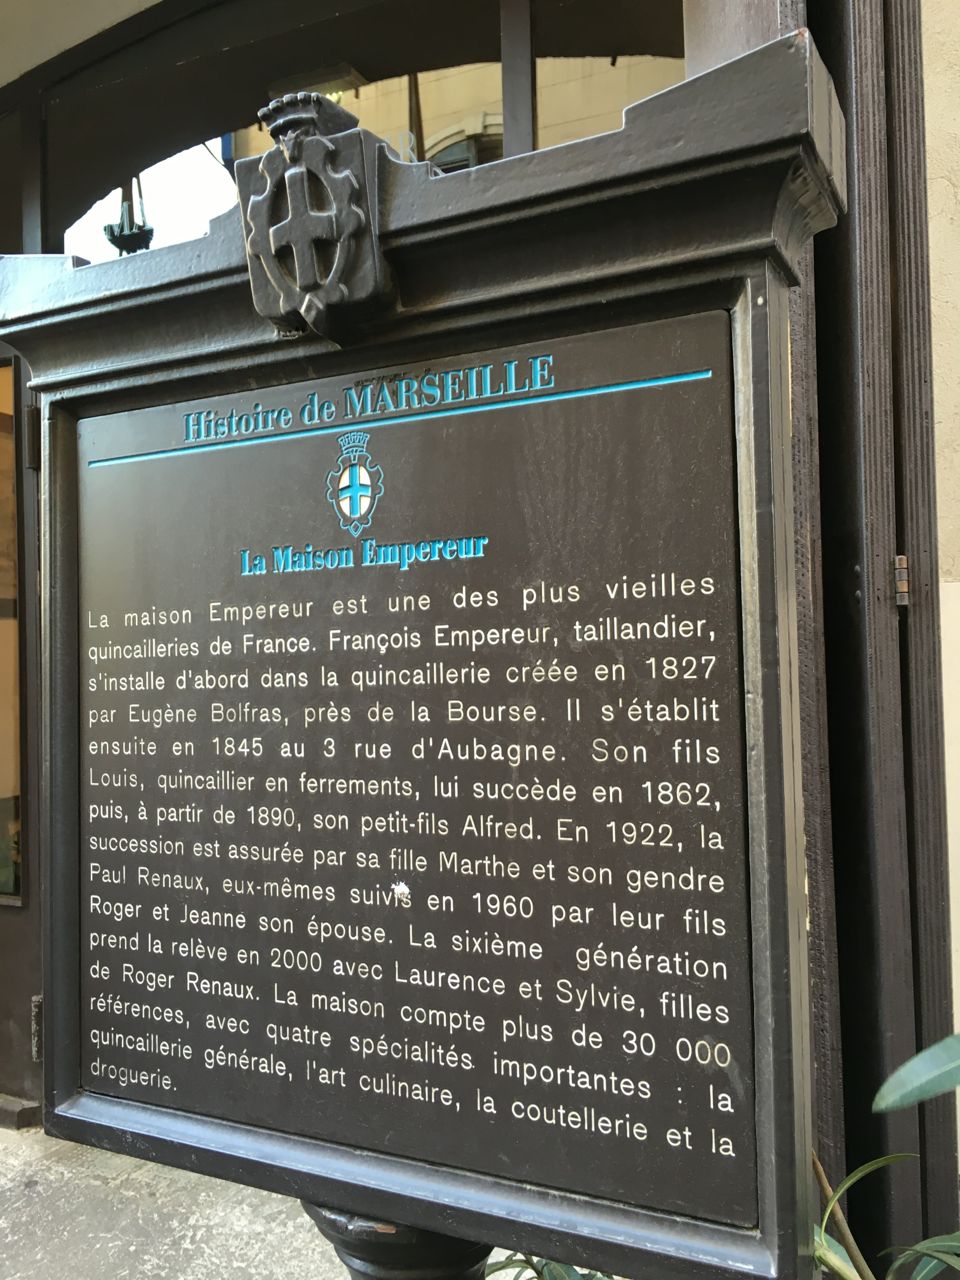 Histoire de MARSEILLE
La Maison Empereur
La maison Empereur est une des plus vieilles
quincailleries de France. François Empereur, taillandier,
s'installe d'abord dans la quincaillerie créée en 1827
par Eugène Bolfras, près de la Bourse. Il s'établit
ensuite en 1845 au 3 rue d'Aubagne. Son fils
Louis, quincaillier en ferrements, lui succède en 1862,
puis, à partir de 1890, son petit-fils Alfred. En 1922, la
succession est assurée par sa fille Marthe et son gendre
Paul Renaux, eux-mêmes suivis en 1960 par leur fils
Roger et Jeanne son épouse. La sixième génération
prend la relève en 2000 avec Laurence et Sylvie, filles
de Roger Renaux. La maison compte plus de 30 000
références, avec quatre spécialités importantes : la
quincaillerie générale, l'art culinaire, la coutellerie et la
droguerie.